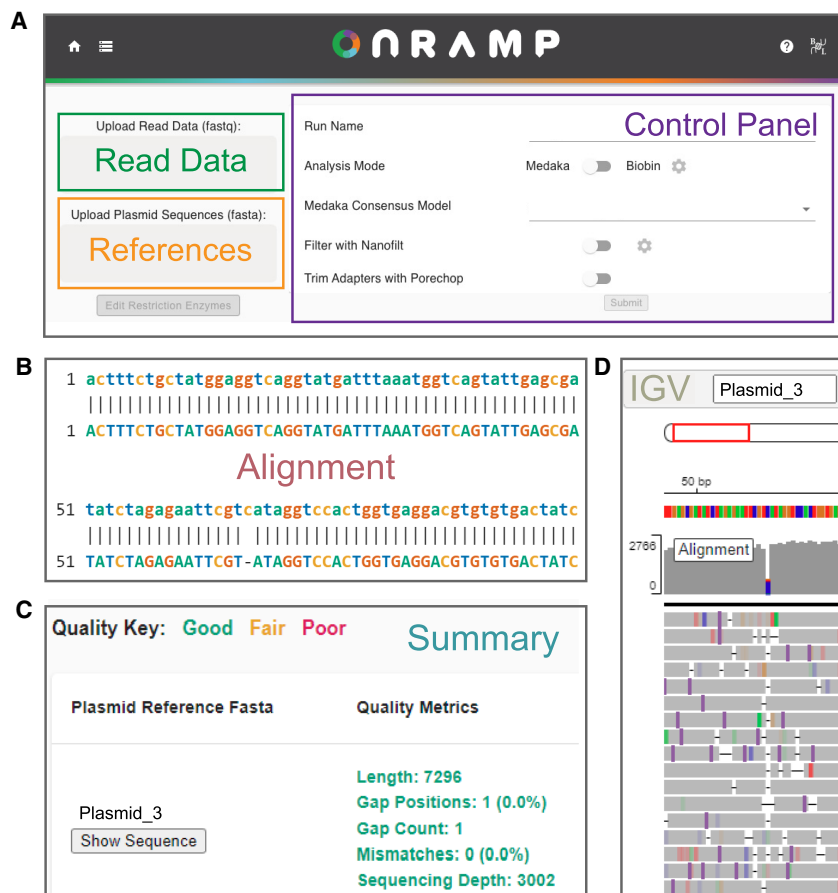 A
ONRAMP
Upload Read Data (fastq):
Read Data
Upload Plasmid Sequences (fasta):
References
Edit Restriction Enzymes
Control Panel
Run Name
Analysis Mode
Medaka
Biobin
Medaka Consensus Model
Filter with Nanofilt
Trim Adapters with Porechop
Submit
B
1 actttctgctatggaggtcaggtatgatttaaatggtcagtattgagcga
1 ACTTTCTGCTATGGAGGTCAGGTATGATTTAAATGGTCAGTATTGAGCGA
Alignment
51 tatctagagaattcgtcataggtccactggtgaggacgtgtgtgactatc
51 TATCTAGAGAATTCGT-ATAGGTCCACTGGTGAGGACGTGTGTGACTATC
C
Quality Key: Good Fair Poor
Summary
Plasmid Reference Fasta
Quality Metrics
Plasmid_3
Show Sequence
Length: 7296
Gap Positions: 1 (0.0%)
Gap Count: 1
Mismatches: 0 (0.0%)
Sequencing Depth: 3002
D
IGV
Plasmid_3
50 bp
2766
Alignment
0